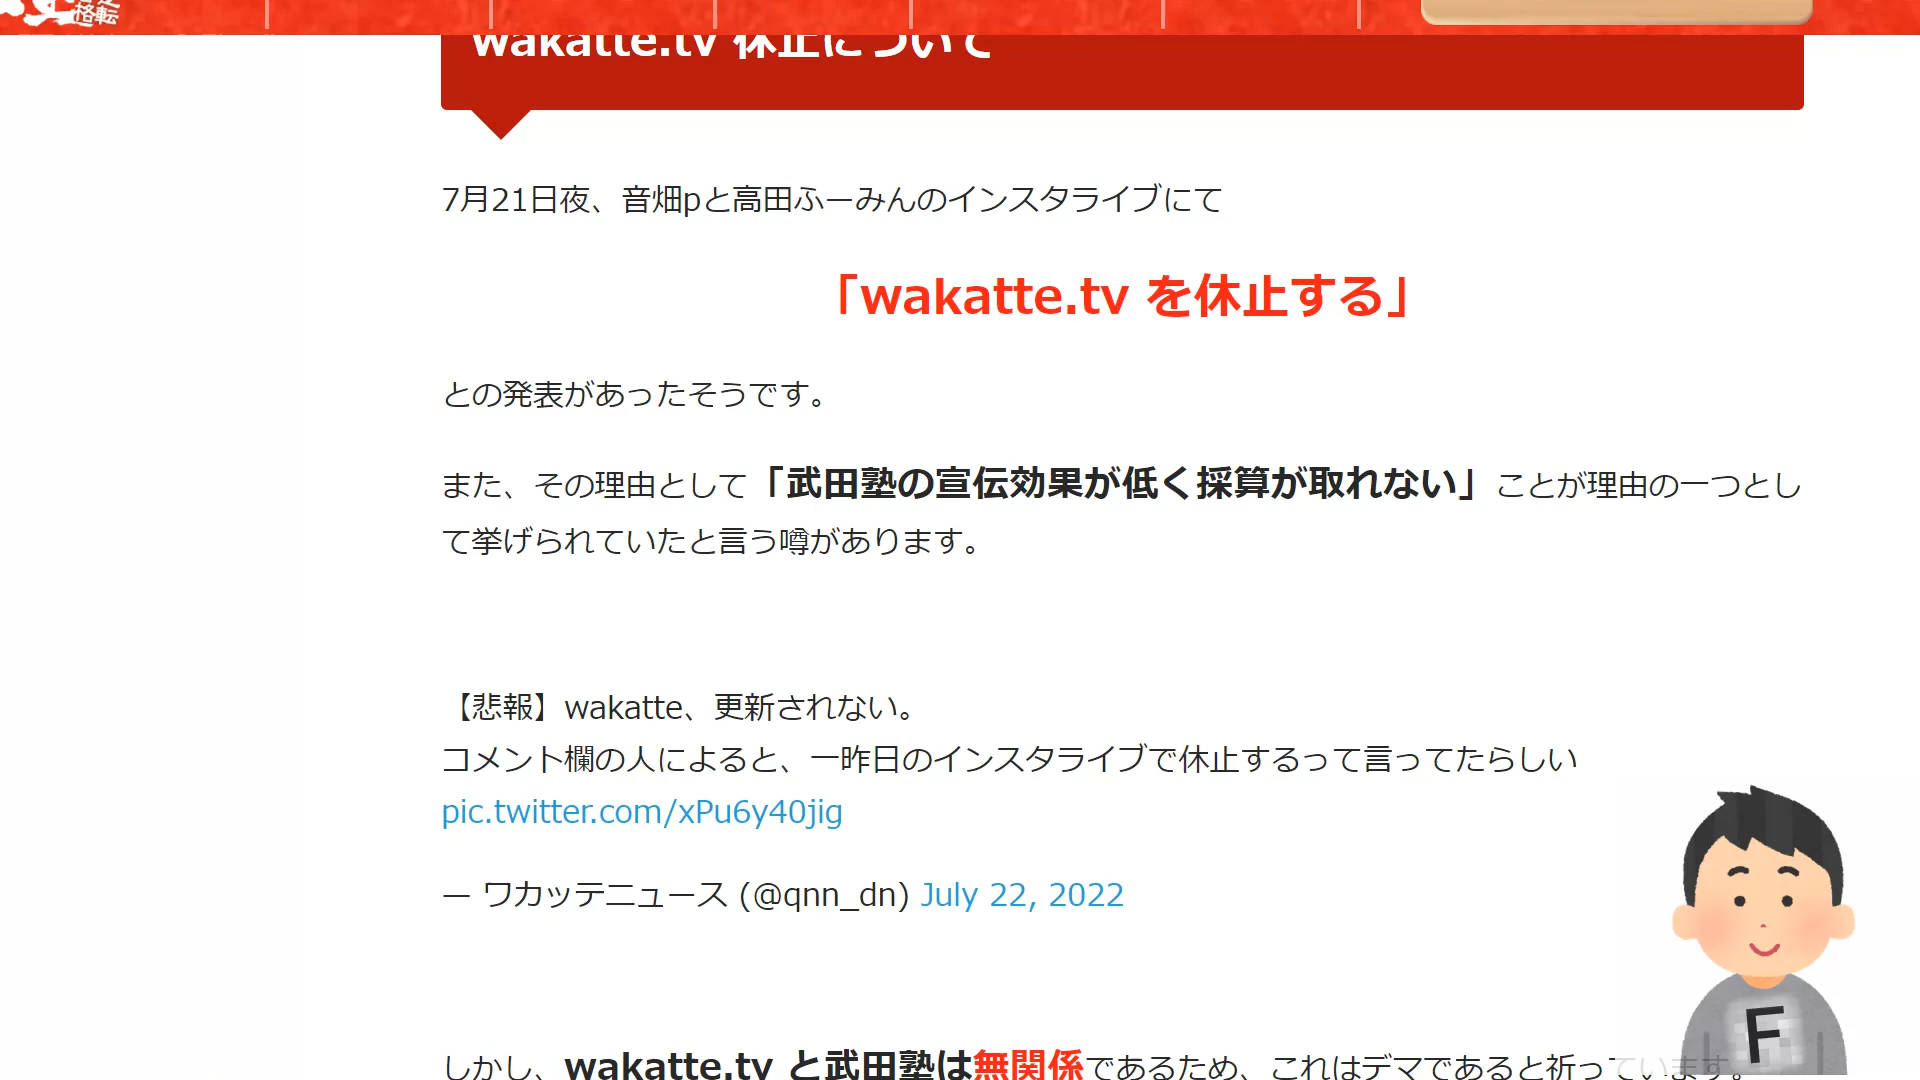 格転
wakatte.tv 休止について
7月21日夜、音畑pと高田ふーみんのインスタライブにて
「wakatte.tv を休止する」
との発表があったそうです。
また、その理由として「武田塾の宣伝効果が低く採算が取れない」ことが理由の一つとし
て挙げられていたと言う噂があります。
【悲報】wakatte、更新されない。
コメント欄の人によると、一昨日のインスタライブで休止するって言ってたらしい
pic.twitter.com/xPu6y40jig
— ワカッテニュース (@qnn_dn) July 22, 2022
しかし、wakatte.tv と武田塾は無関係であるため、これはデマであると祈っています。
F